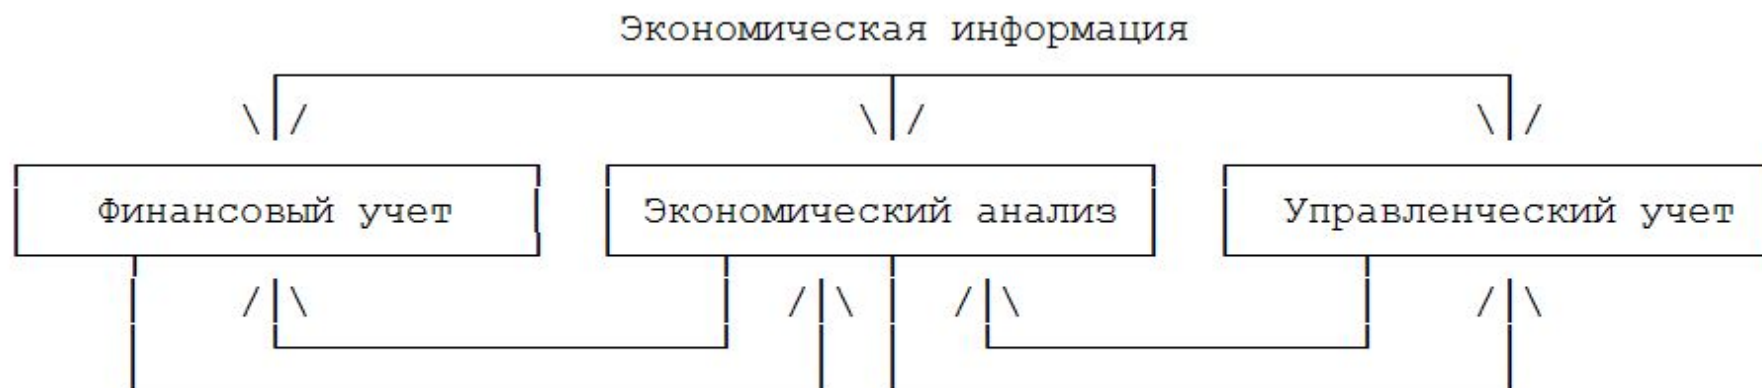 Экономическая информация
Финансовый учет Экономический анализ Управленческий учет